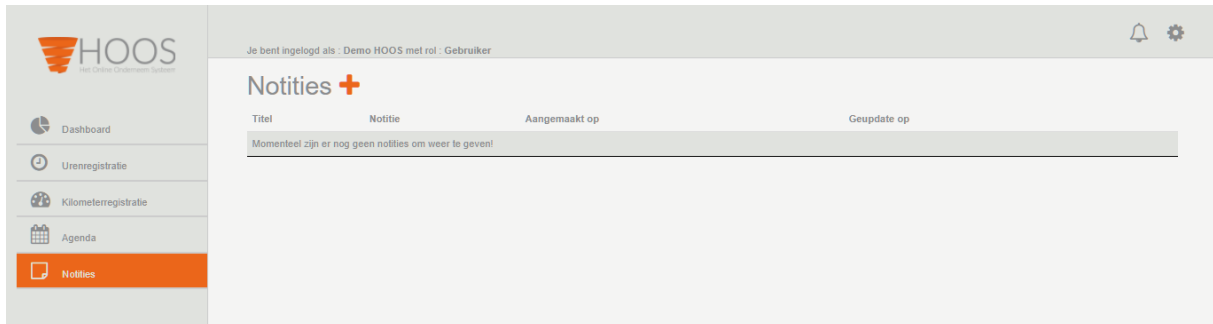 HOOS
Het Online Ondernemers Systeem
Je bent ingelogd als : Demo HOOS met rol : Gebruiker
Notities
Titel Notitie Aangemaakt op Geupdate op
Momenteel zijn er nog geen notities om weer te geven!
Dashboard
Urenregistratie
Kilometerregistratie
Agenda
Notities